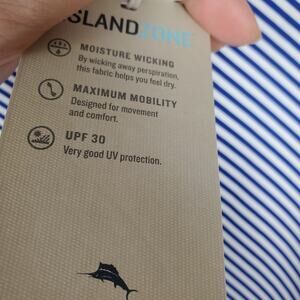 ISLANDZONE
MOISTURE WICKING
By wicking away perspiration,
this fabric helps you feel dry.
MAXIMUM MOBILITY
Designed for movement
and comfort.
UPF 30
Very good UV protection.